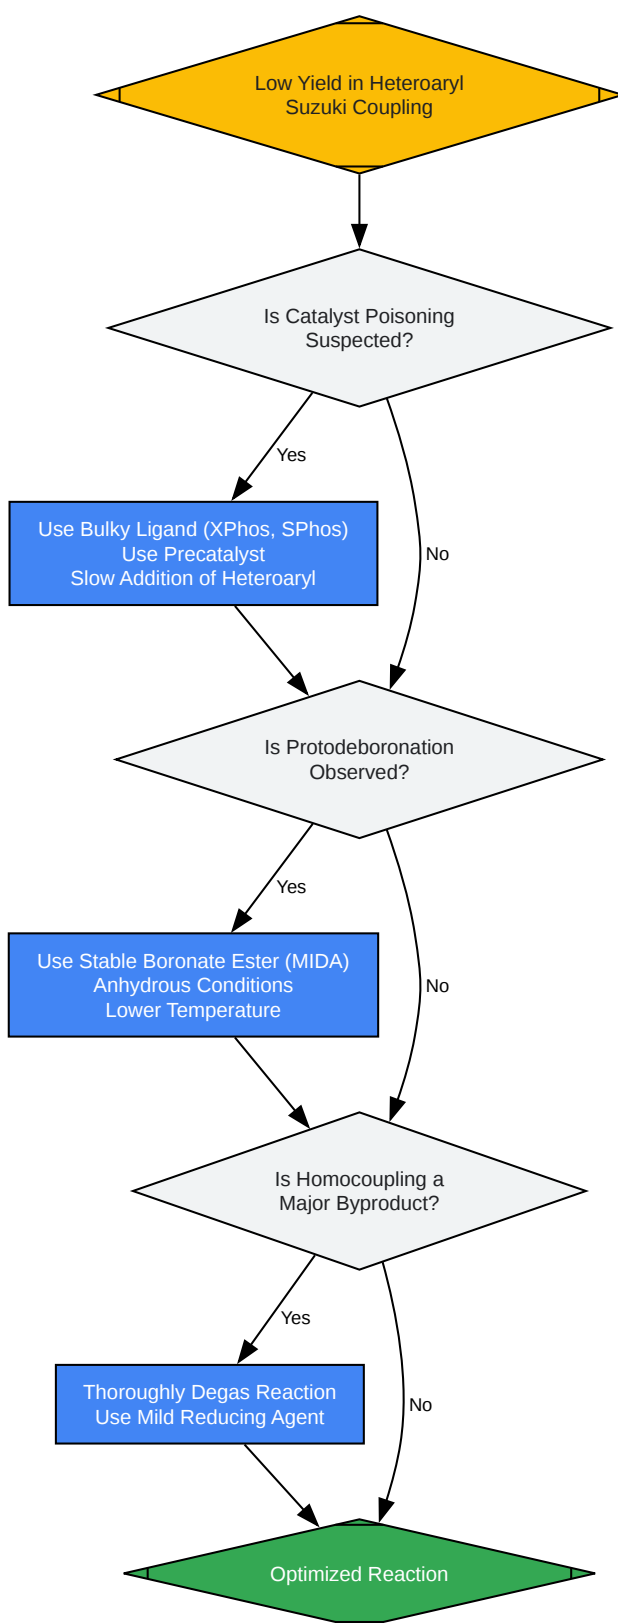 Low Yield in Heteroaryl
Suzuki Coupling
Is Catalyst Poisoning
Suspected?
Yes
Use Bulky Ligand (XPhos, SPhos)
Use Precatalyst
Slow Addition of Heteroaryl
No
Is Protodeboronation
Observed?
Yes
Use Stable Boronate Ester (MIDA)
Anhydrous Conditions
Lower Temperature
No
Is Homocoupling a
Major Byproduct?
Yes
Thoroughly Degas Reaction
Use Mild Reducing Agent
No
Optimized Reaction